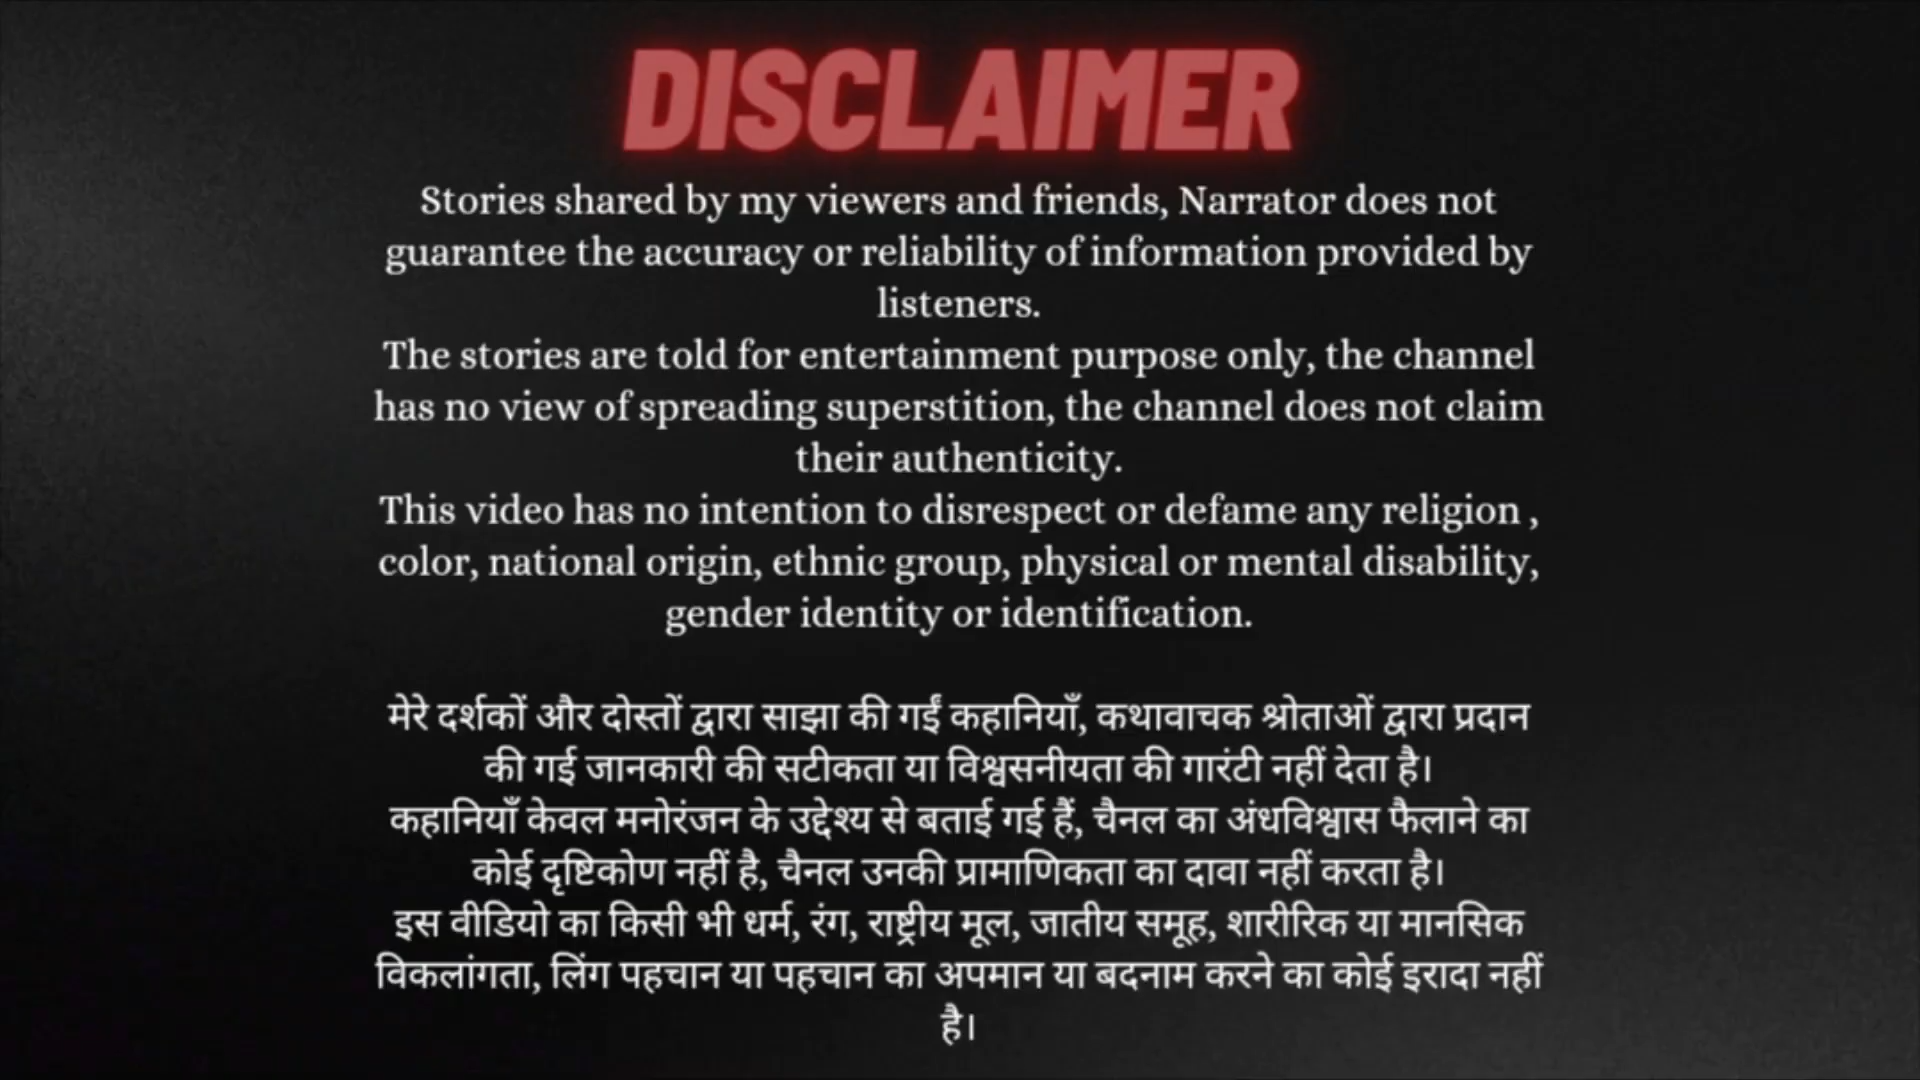 DISCLAIMER
Stories shared by my viewers and friends, Narrator does not
guarantee the accuracy or reliability of information provided by
listeners.
The stories are told for entertainment purpose only, the channel
has no view of spreading superstition, the channel does not claim
their authenticity.
This video has no intention to disrespect or defame any religion ,
color, national origin, ethnic group, physical or mental disability,
gender identity or identification.
मेरे दर्शकों और दोस्तों द्वारा साझा की गईं कहानियाँ, कथावाचक श्रोताओं द्वारा प्रदान
की गई जानकारी की सटीकता या विश्वसनीयता की गारंटी नहीं देता है।
कहानियाँ केवल मनोरंजन के उद्देश्य से बताई गई हैं, चैनल का अंधविश्वास फैलाने का
कोई दृष्टिकोण नहीं है, चैनल उनकी प्रामाणिकता का दावा नहीं करता है।
इस वीडियो का किसी भी धर्म, रंग, राष्ट्रीय मूल, जातीय समूह, शारीरिक या मानसिक
विकलांगता, लिंग पहचान या पहचान का अपमान या बदनाम करने का कोई इरादा नहीं
है।